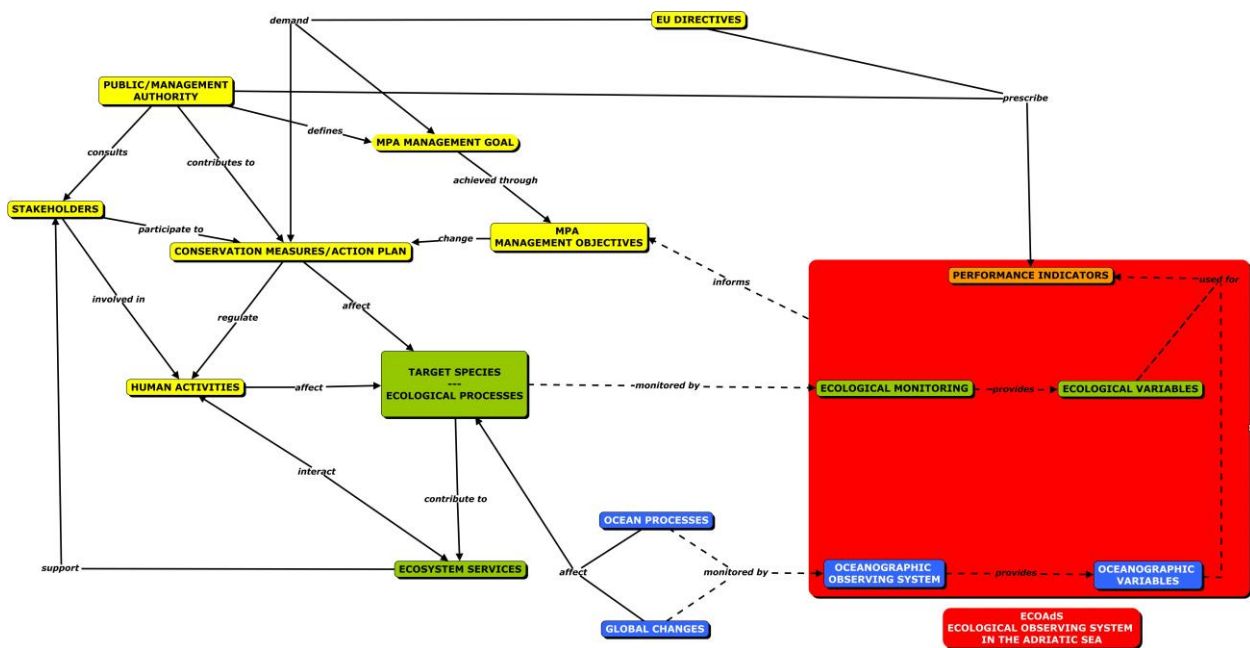 demand
EU DIRECTIVES
PUBLIC/MANAGEMENT
AUTHORITY
prescribe
defines
MPA MANAGEMENT GOAL
consults
contributes to
achieved through
STAKEHOLDERS
participate to
MPA
MANAGEMENT OBJECTIVES
change
CONSERVATION MEASURES/ACTION PLAN
PERFORMANCE INDICATORS
used for
informs
involved in
regulate
affect
TARGET SPECIES
---
ECOLOGICAL PROCESSES
HUMAN ACTIVITIES
affect
monitored by
ECOLOGICAL MONITORING
provides
ECOLOGICAL VARIABLES
interact
contribute to
OCEAN PROCESSES
support
ECOSYSTEM SERVICES
affect
monitored by
OCEANOGRAPHIC
OBSERVING SYSTEM
provides
OCEANOGRAPHIC
VARIABLES
GLOBAL CHANGES
ECOAdS
ECOLOGICAL OBSERVING SYSTEM
IN THE ADRIATIC SEA